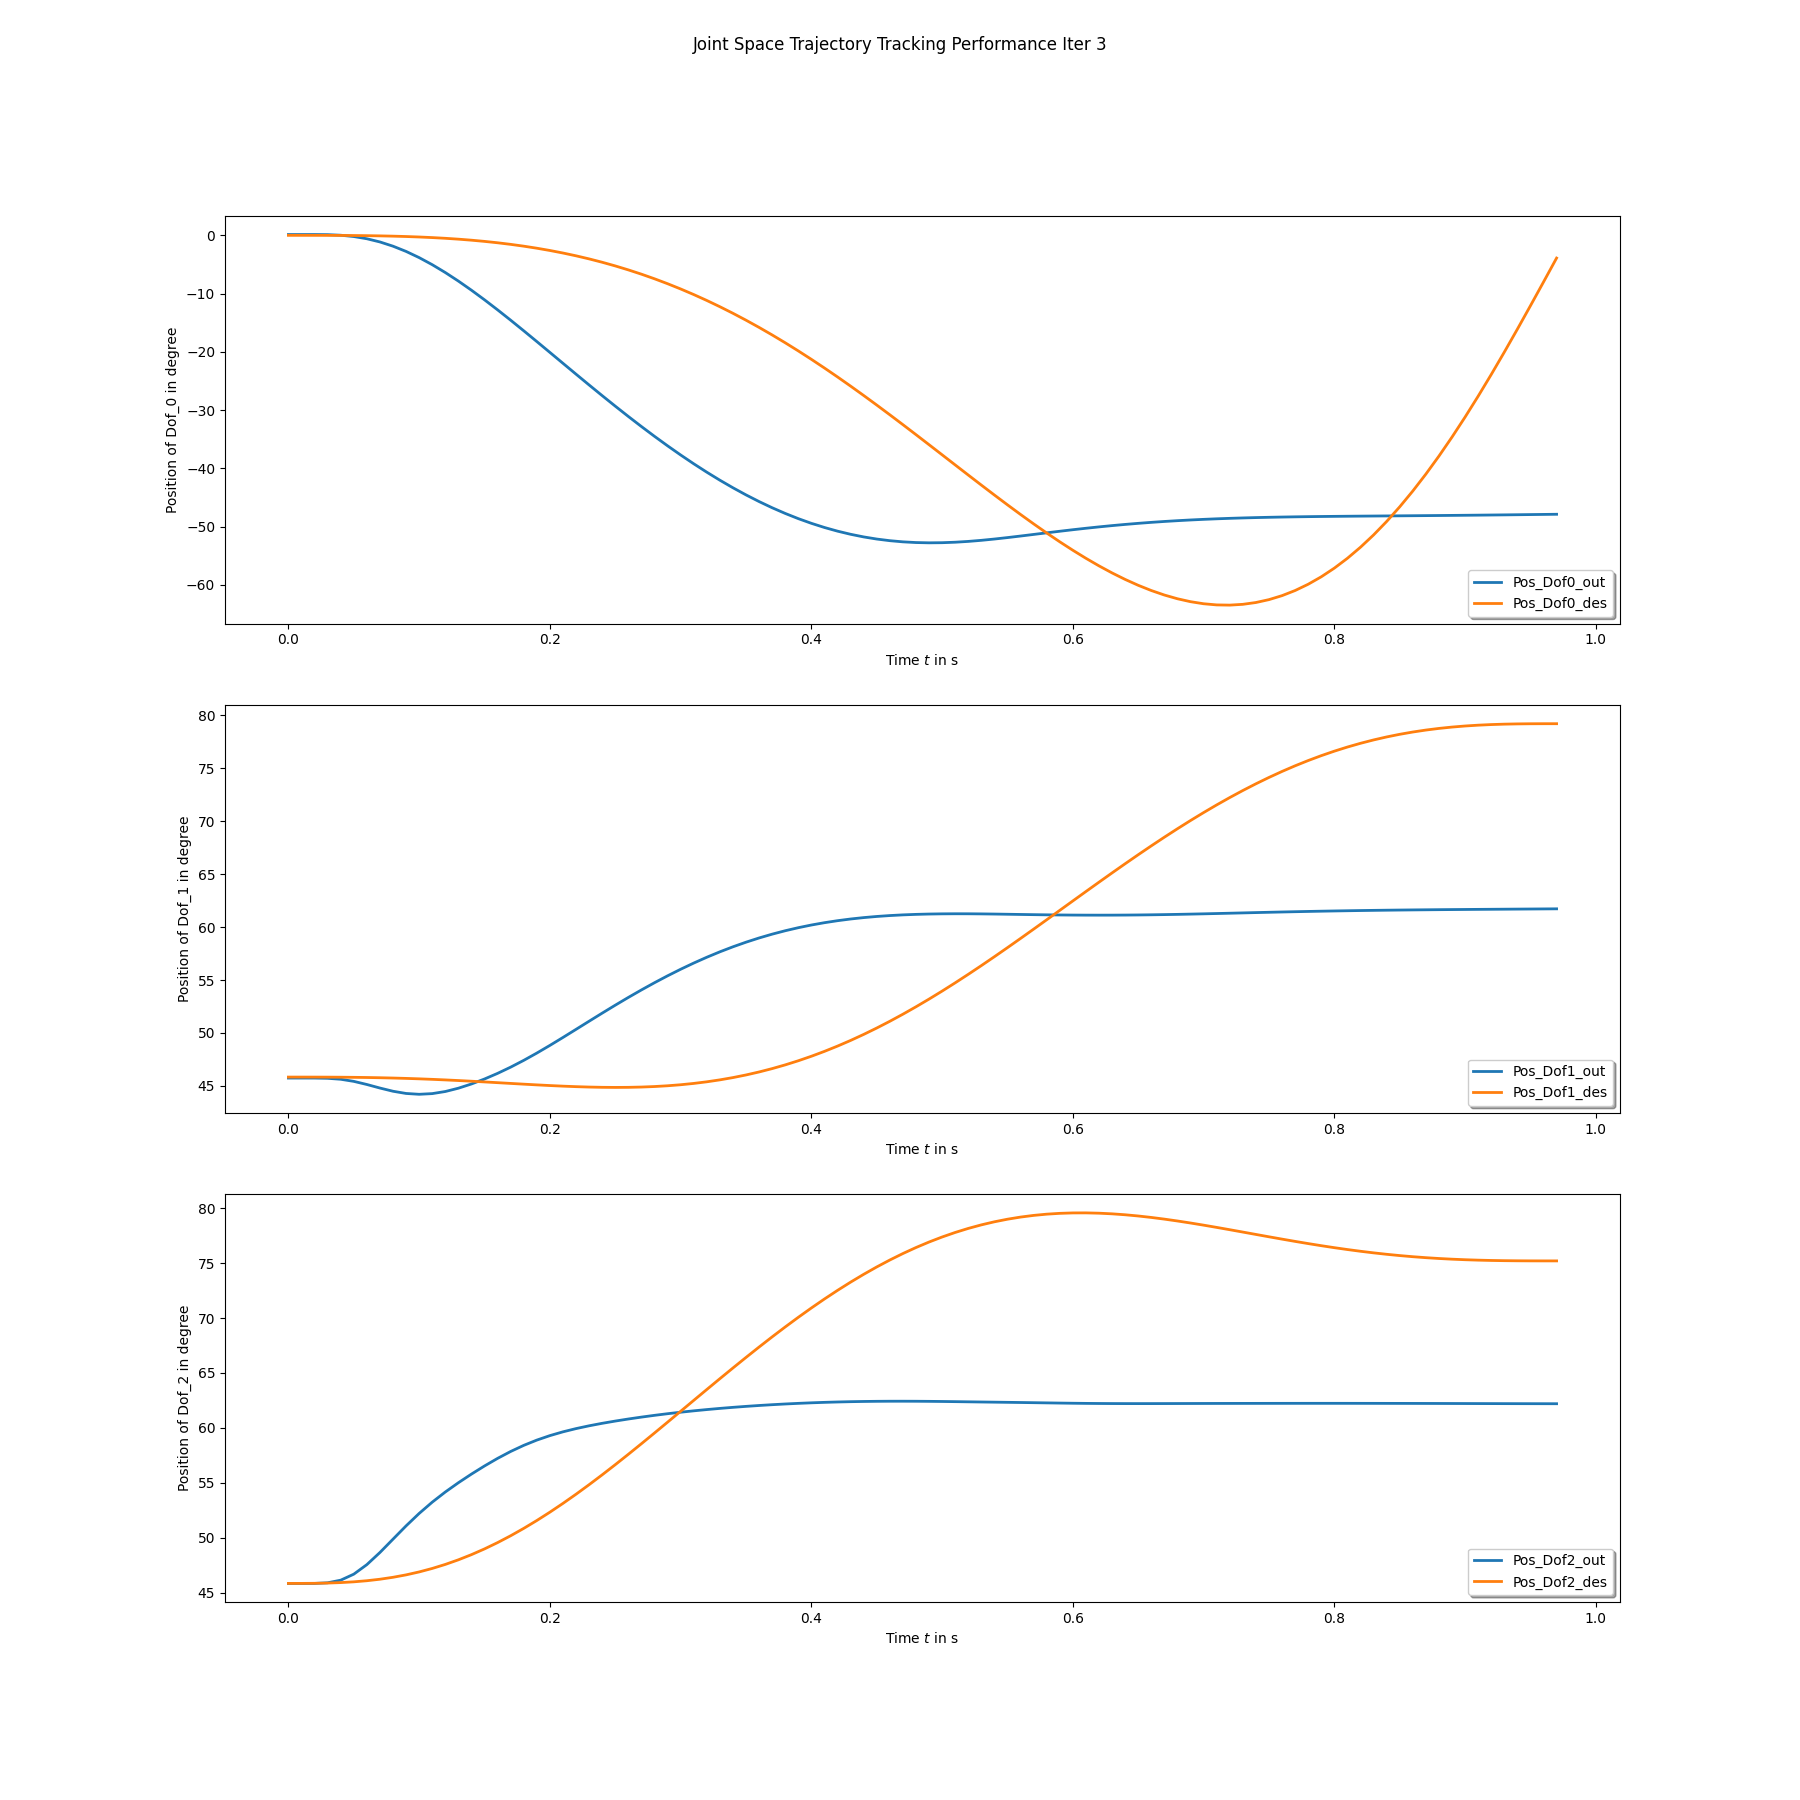 Joint Space Trajectory Tracking Performance Iter 3
0
−10
−20
−30
−40
−50
−60
Position of Dof_0 in degree
Pos_Dof0_out
Pos_Dof0_des
0.0 0.2 0.4 0.6 0.8 1.0
Time t in s
80
75
70
65
60
55
50
45
Position of Dof_1 in degree
Pos_Dof1_out
Pos_Dof1_des
0.0 0.2 0.4 0.6 0.8 1.0
Time t in s
80
75
70
65
60
55
50
45
Position of Dof_2 in degree
Pos_Dof2_out
Pos_Dof2_des
0.0 0.2 0.4 0.6 0.8 1.0
Time t in s